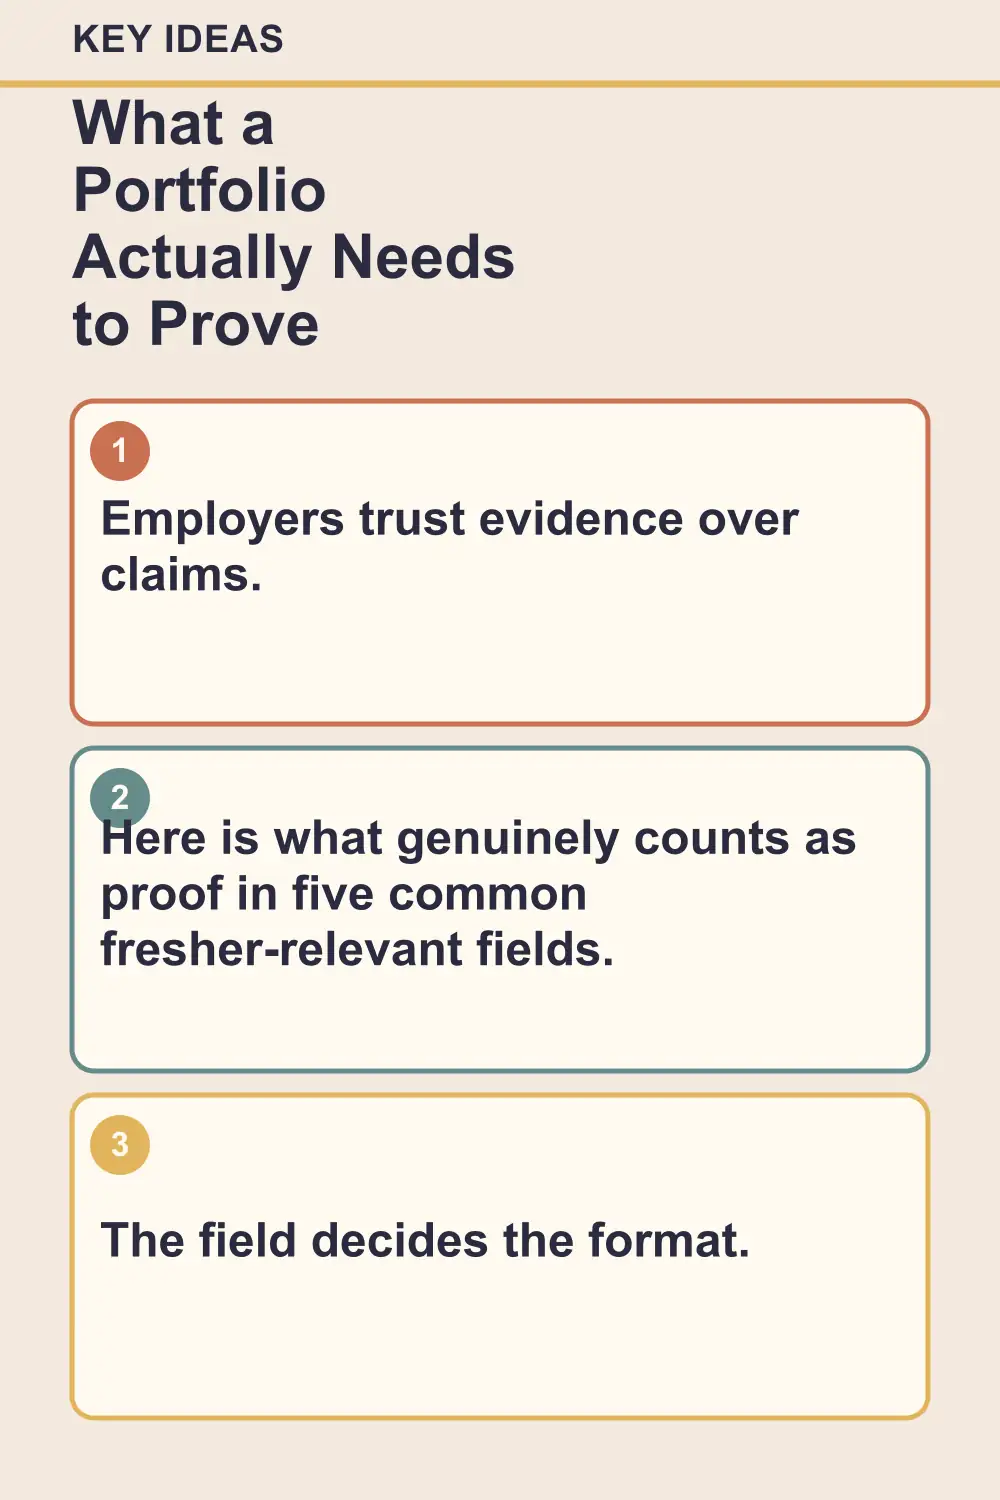 KEY IDEAS
What a
Portfolio
Actually Needs
to Prove
1
Employers trust evidence over
claims.
2
Here is what genuinely counts as
proof in five common
fresher-relevant fields.
3
The field decides the format.